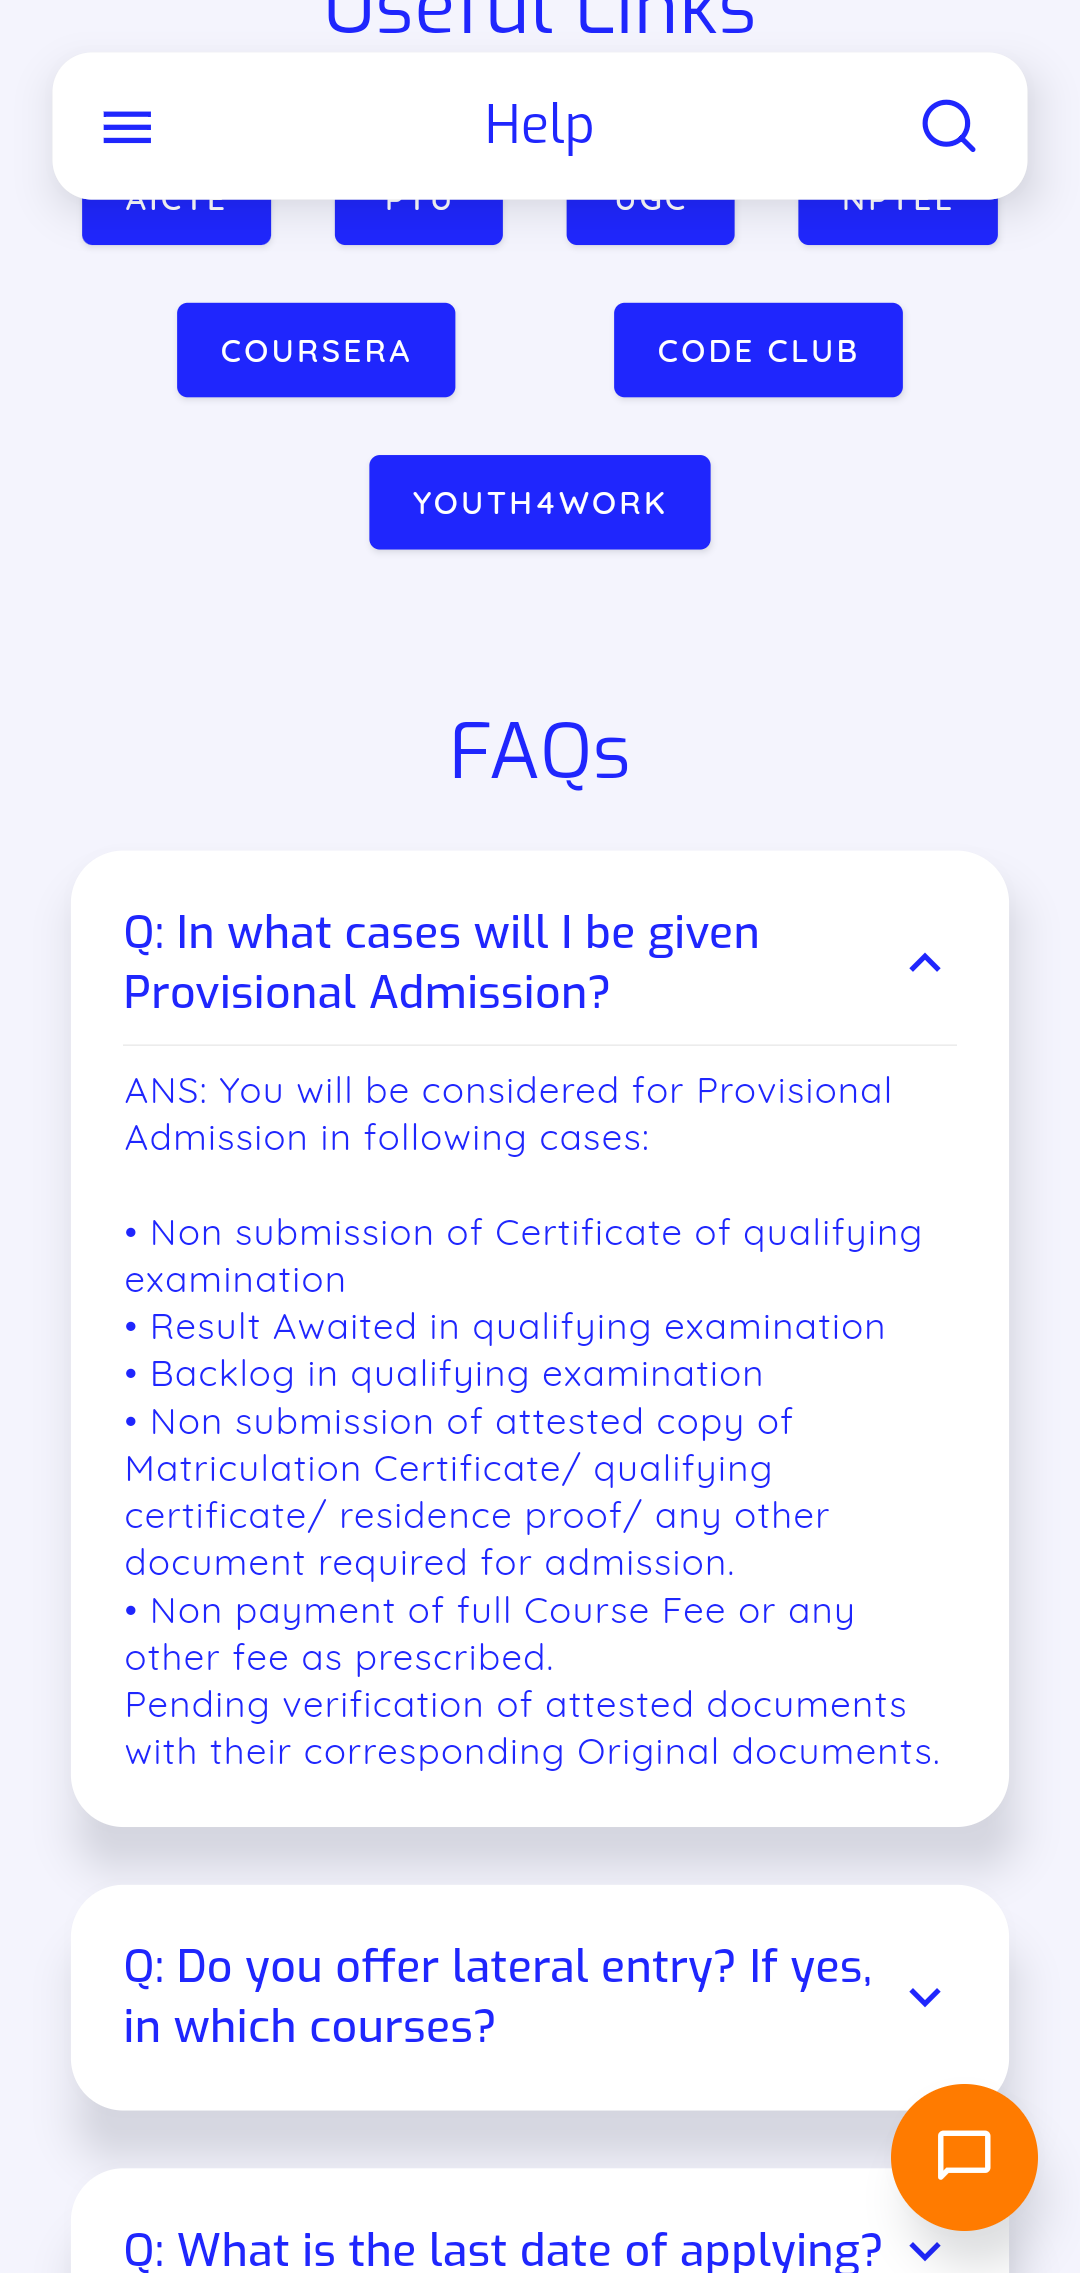 Useful Links
Help
AICTE
PTU
UGC
NPTEL
COURSERA
CODE CLUB
YOUTH4WORK
FAQs
Q: In what cases will I be given
Provisional Admission?
ANS: You will be considered for Provisional
Admission in following cases:
• Non submission of Certificate of qualifying
examination
• Result Awaited in qualifying examination
• Backlog in qualifying examination
• Non submission of attested copy of
Matriculation Certificate/ qualifying
certificate/ residence proof/ any other
document required for admission.
• Non payment of full Course Fee or any
other fee as prescribed.
Pending verification of attested documents
with their corresponding Original documents.
Q: Do you offer lateral entry? If yes,
in which courses?
Q: What is the last date of applying?